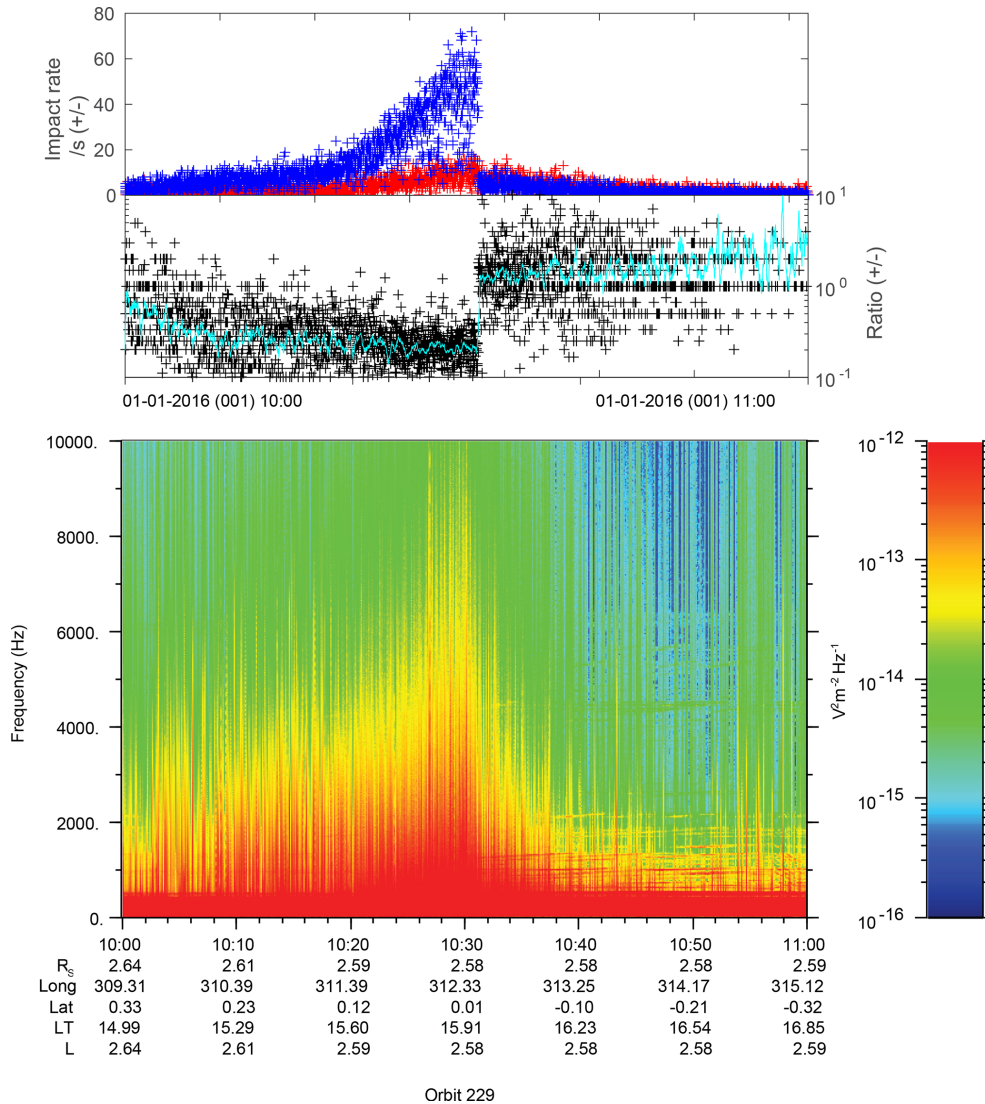 80
60
40
20
0
Impact rate
/s (+/-)
10^1
10^0
10^-1
Ratio (+/-)
01-01-2016 (001) 10:00 01-01-2016 (001) 11:00
10000.
8000.
6000.
4000.
2000.
0.
Frequency (Hz)
10^-12
10^-13
10^-14
10^-15
10^-16
V²m⁻² Hz⁻¹
10:00 10:10 10:20 10:30 10:40 10:50 11:00
R_S 2.64 2.61 2.59 2.58 2.58 2.58 2.59
Long 309.31 310.39 311.39 312.33 313.25 314.17 315.12
Lat 0.33 0.23 0.12 0.01 -0.10 -0.21 -0.32
LT 14.99 15.29 15.60 15.91 16.23 16.54 16.85
L 2.64 2.61 2.59 2.58 2.58 2.58 2.59
Orbit 229